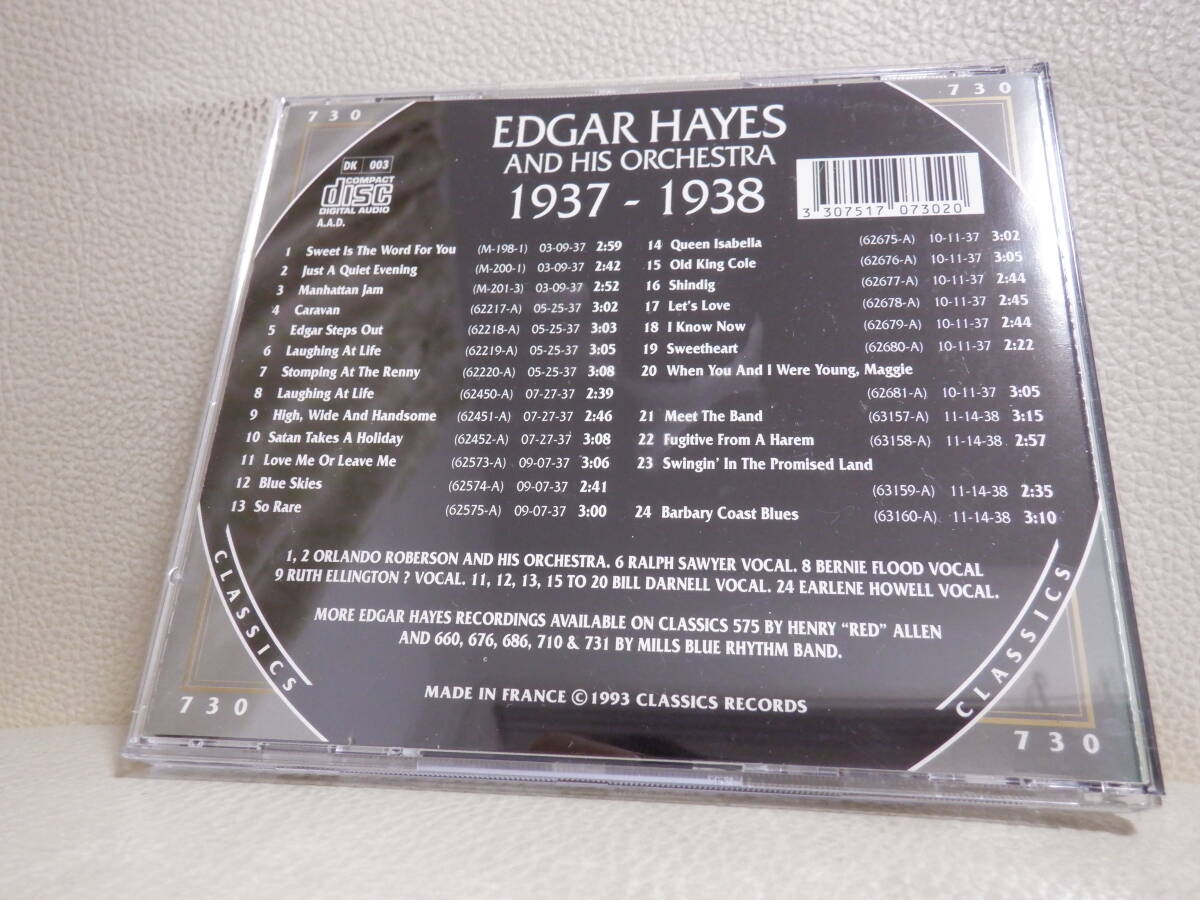 730
730
EDGAR HAYES
AND HIS ORCHESTRA
1937 - 1938
DK 003
COMPACT
disc
DIGITAL AUDIO
A.A.D.
3 307517 073020
1 Sweet Is The Word For You (M-198-1) 03-09-37 2:59
2 Just A Quiet Evening (M-200-1) 03-09-37 2:42
3 Manhattan Jam (M-201-3) 03-09-37 2:52
4 Caravan (62217-A) 05-25-37 3:02
5 Edgar Steps Out (62218-A) 05-25-37 3:03
6 Laughing At Life (62219-A) 05-25-37 3:05
7 Stomping At The Renny (62220-A) 05-25-37 3:08
8 Laughing At Life (62450-A) 07-27-37 2:39
9 High, Wide And Handsome (62451-A) 07-27-37 2:46
10 Satan Takes A Holiday (62452-A) 07-27-37 3:08
11 Love Me Or Leave Me (62573-A) 09-07-37 3:06
12 Blue Skies (62574-A) 09-07-37 2:41
13 So Rare (62575-A) 09-07-37 3:00
14 Queen Isabella (62675-A) 10-11-37 3:02
15 Old King Cole (62676-A) 10-11-37 3:05
16 Shindig (62677-A) 10-11-37 2:44
17 Let's Love (62678-A) 10-11-37 2:45
18 I Know Now (62679-A) 10-11-37 2:44
19 Sweetheart (62680-A) 10-11-37 2:22
20 When You And I Were Young, Maggie
(62681-A) 10-11-37 3:05
21 Meet The Band (63157-A) 11-14-38 3:15
22 Fugitive From A Harem (63158-A) 11-14-38 2:57
23 Swingin' In The Promised Land
(63159-A) 11-14-38 2:35
24 Barbary Coast Blues (63160-A) 11-14-38 3:10
1, 2 ORLANDO ROBERSON AND HIS ORCHESTRA. 6 RALPH SAWYER VOCAL. 8 BERNIE FLOOD VOCAL
9 RUTH ELLINGTON ? VOCAL. 11, 12, 13, 15 TO 20 BILL DARNELL VOCAL. 24 EARLENE HOWELL VOCAL.
MORE EDGAR HAYES RECORDINGS AVAILABLE ON CLASSICS 575 BY HENRY "RED" ALLEN
AND 660, 676, 686, 710 & 731 BY MILLS BLUE RHYTHM BAND.
MADE IN FRANCE © 1993 CLASSICS RECORDS
CLASSICS
CLASSICS
730
730